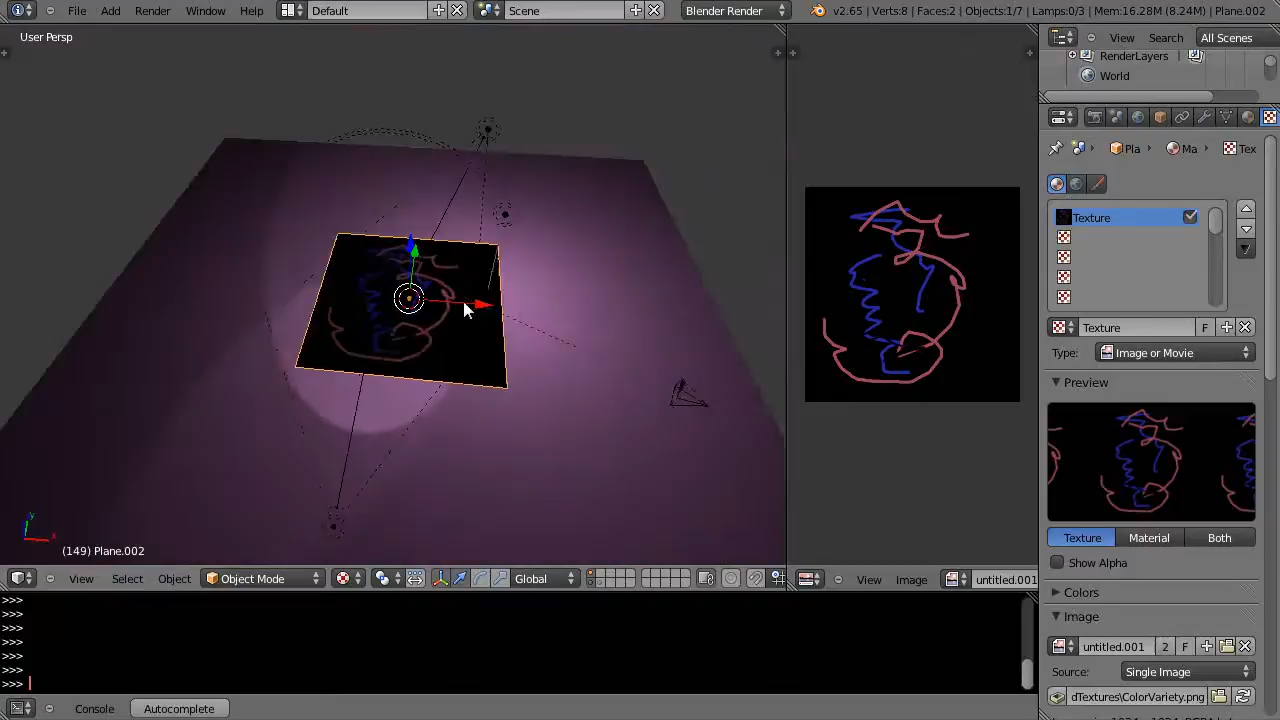 File Add Render Window Help Default Scene Blender Render v2.65 | Verts:8 | Faces:2 | Objects:1/7 | Lamps:0/3 | Mem:16.28M (8.24M) | Plane.002
User Persp
View Search All Scenes
RenderLayers |
World
Pla Ma Tex
Texture
Texture F
Type: Image or Movie
Preview
Texture Material Both
Show Alpha
Colors
Image
untitled.001 2 F
Source: Single Image
dTextures\ColorVariety.png
(149) Plane.002
y
x
View Select Object Object Mode Global
View Image untitled.001
>>>
>>>
>>>
>>>
>>>
>>>
>>>
Console Autocomplete